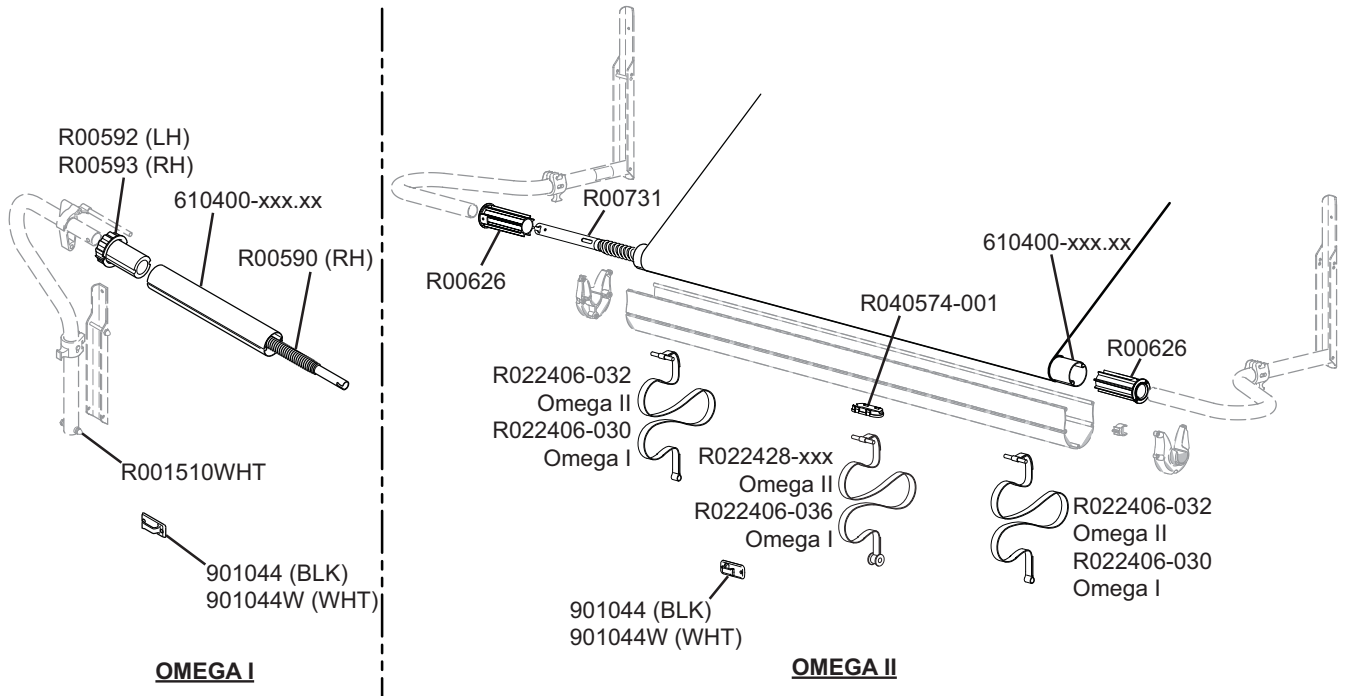 R00592 (LH)
R00593 (RH)
610400-xxx.xx
R00590 (RH)
R001510WHT
901044 (BLK)
901044W (WHT)
OMEGA I
R00731
R00626
610400-xxx.xx
R040574-001
R00626
R022406-032
Omega II
R022406-030
Omega I
R022428-xxx
Omega II
R022406-036
Omega I
R022406-032
Omega II
R022406-030
Omega I
901044 (BLK)
901044W (WHT)
OMEGA II